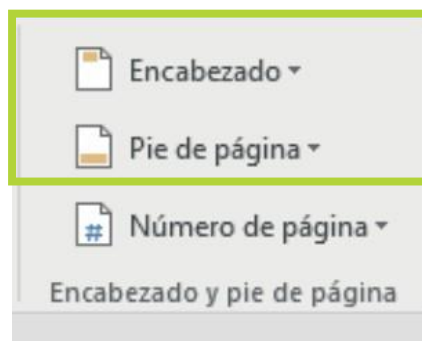 Encabezado
Pie de página
# Número de página
Encabezado y pie de página